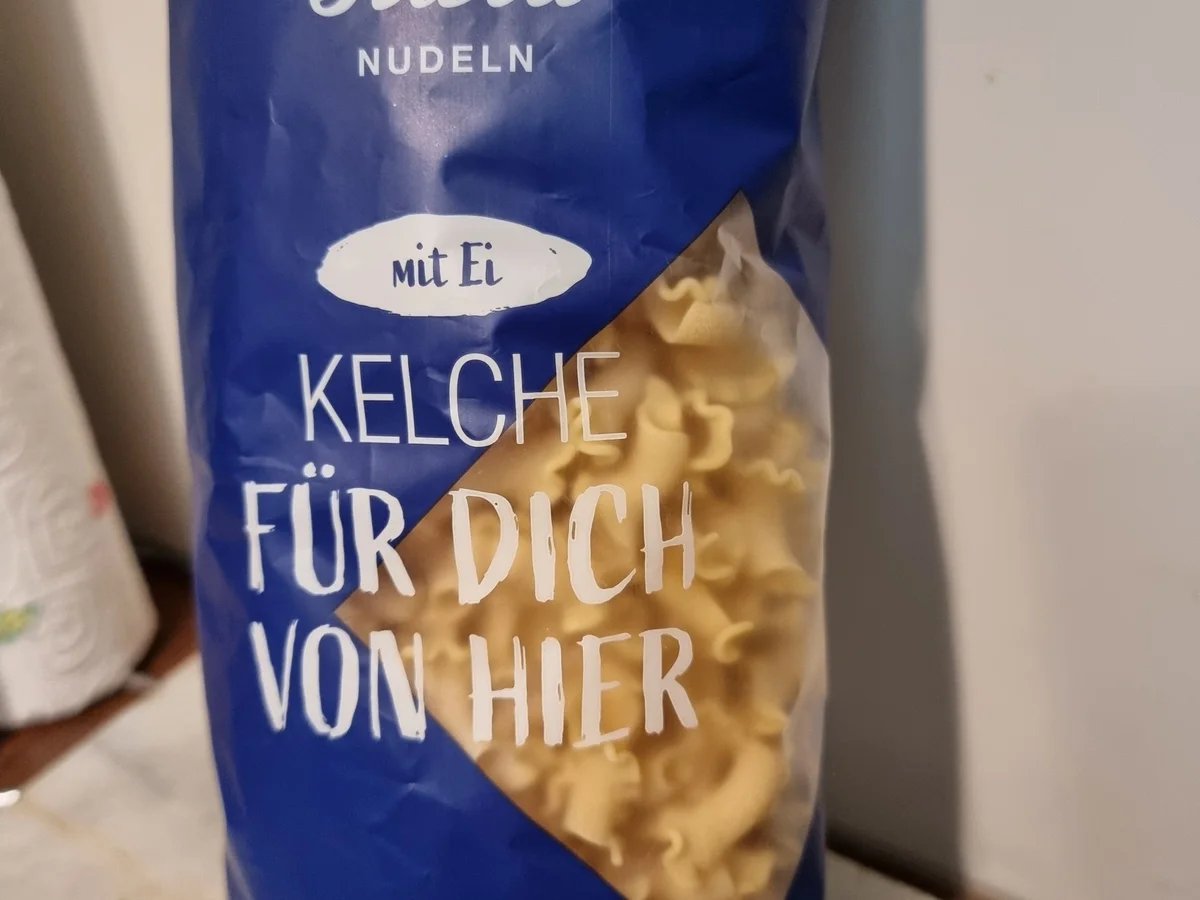 NUDELN
mit Ei
KELCHE
FÜR DICH
VON HIER